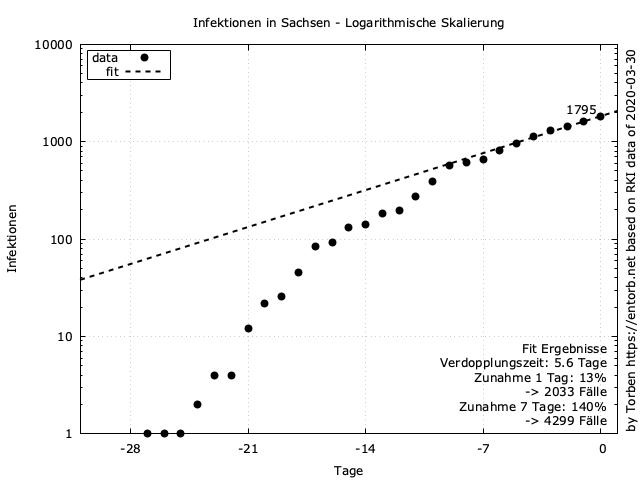 Infektionen in Sachsen - Logarithmische Skalierung
10000
1000
100
10
1
Infektionen
data
fit
1795
Fit Ergebnisse
Verdopplungszeit: 5.6 Tage
Zunahme 1 Tag: 13%
-> 2033 Fälle
Zunahme 7 Tage: 140%
-> 4299 Fälle
-28 -21 -14 -7 0
Tage
by Torben https://entorb.net based on RKI data of 2020-03-30